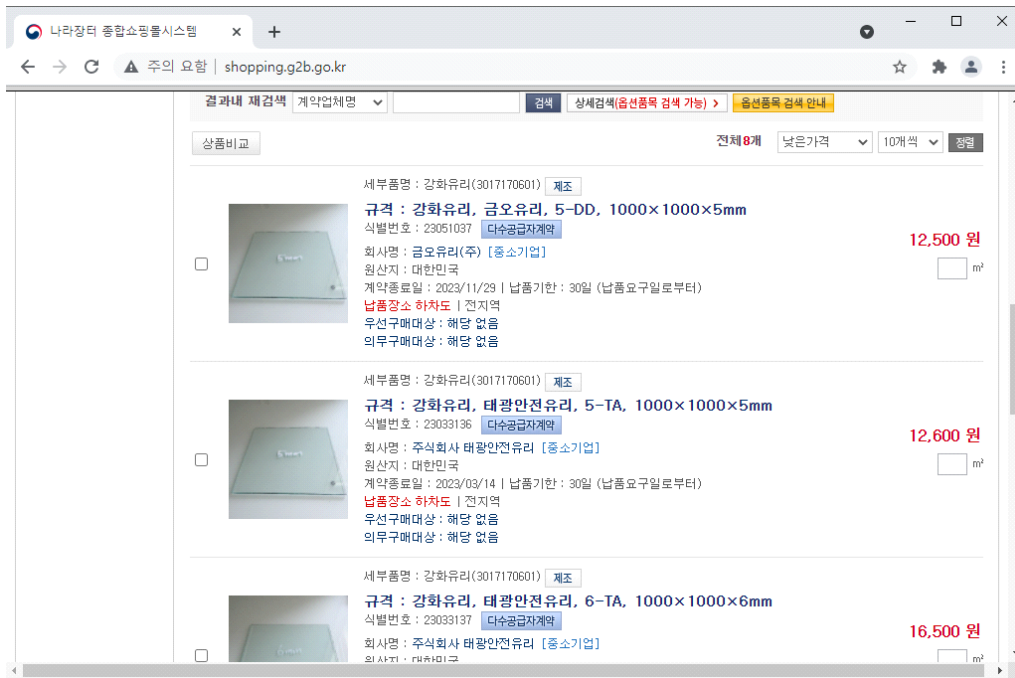 나라장터 종합쇼핑몰시스템
주의 요함 | shopping.g2b.go.kr
결과내 재검색 계약업체명 검색 상세검색(옵션품목 검색 가능) > 옵션품목 검색 안내
상품비교 전체8개 낮은가격 10개씩 정렬
세부품명 : 강화유리(3017170601) 제조
규격 : 강화유리, 금오유리, 5-DD, 1000×1000×5mm
식별번호 : 23051037 다수공급자계약
12,500 원
회사명 : 금오유리(주) [중소기업]
원산지 : 대한민국
m²
계약종료일 : 2023/11/29 | 납품기한 : 30일 (납품요구일로부터)
납품장소 하차도 | 전지역
우선구매대상 : 해당 없음
의무구매대상 : 해당 없음
세부품명 : 강화유리(3017170601) 제조
규격 : 강화유리, 태광안전유리, 5-TA, 1000×1000×5mm
식별번호 : 23033136 다수공급자계약
12,600 원
회사명 : 주식회사 태광안전유리 [중소기업]
원산지 : 대한민국
m²
계약종료일 : 2023/03/14 | 납품기한 : 30일 (납품요구일로부터)
납품장소 하차도 | 전지역
우선구매대상 : 해당 없음
의무구매대상 : 해당 없음
세부품명 : 강화유리(3017170601) 제조
규격 : 강화유리, 태광안전유리, 6-TA, 1000×1000×6mm
식별번호 : 23033137 다수공급자계약
16,500 원
회사명 : 주식회사 태광안전유리 [중소기업]
원산지 : 대한민국
m²